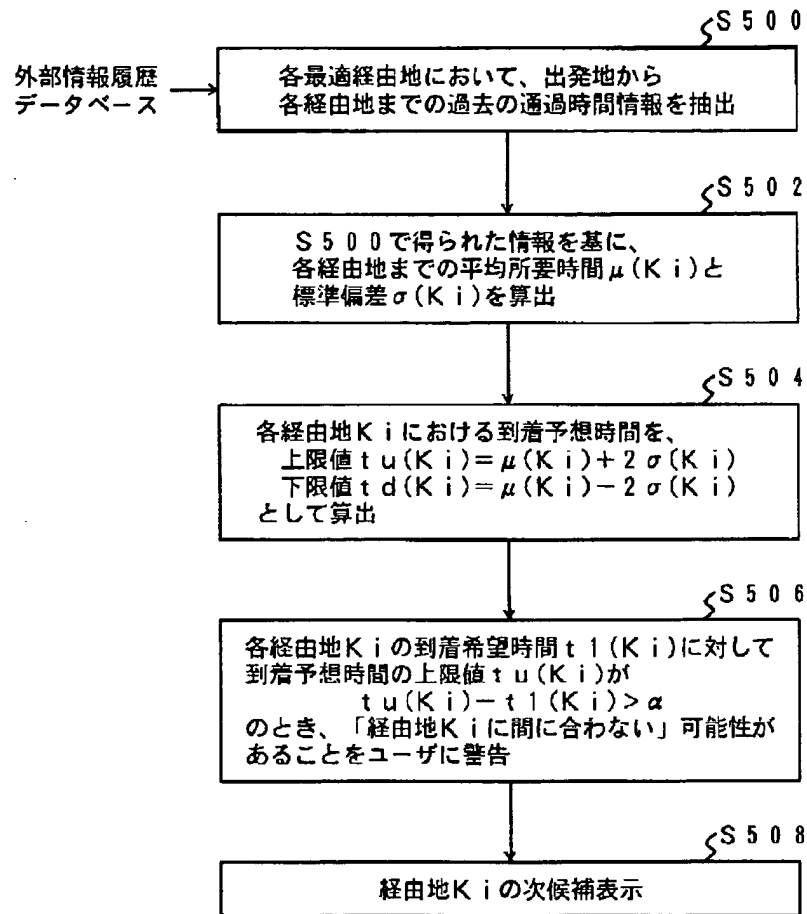 S500
外部情報履歴
データベース
各最適経由地において、出発地から
各経由地までの過去の通過時間情報を抽出
S502
S500で得られた情報を基に、
各経由地までの平均所要時間μ(Ki)と
標準偏差σ(Ki)を算出
S504
各経由地Kiにおける到着予想時間を、
上限値tu(Ki)=μ(Ki)+2σ(Ki)
下限値td(Ki)=μ(Ki)-2σ(Ki)
として算出
S506
各経由地Kiの到着希望時間t1(Ki)に対して
到着予想時間の上限値tu(Ki)が
tu(Ki)-t1(Ki)>α
のとき、「経由地Kiに間に合わない」可能性が
あることをユーザに警告
S508
経由地Kiの次候補表示